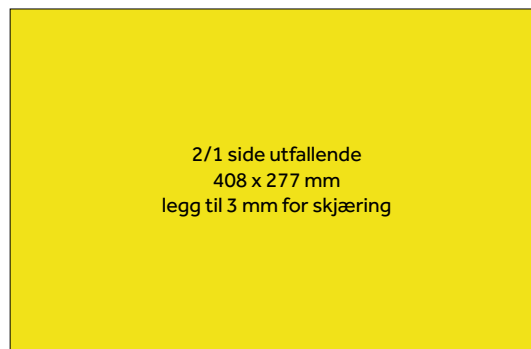 2/1 side utfallende
408 x 277 mm
legg til 3 mm for skjæring